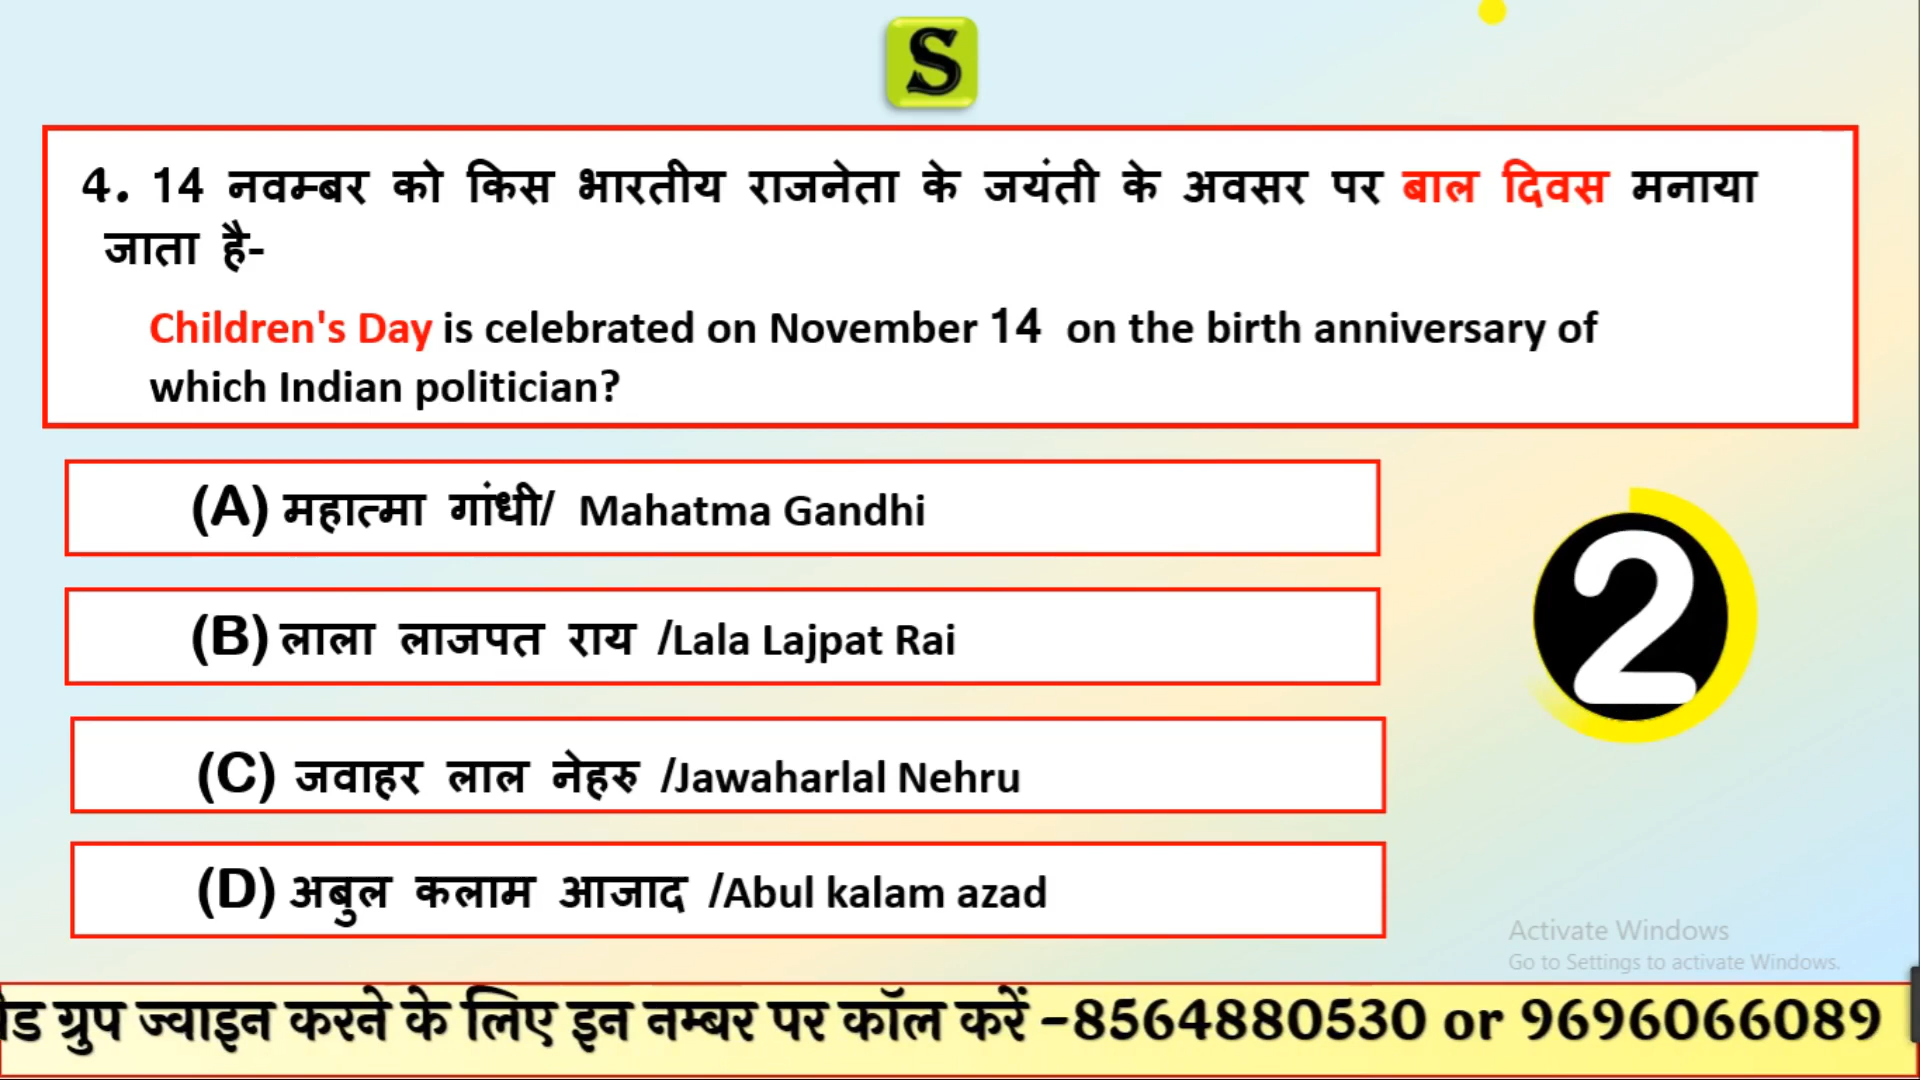 S
4. 14 नवम्बर को किस भारतीय राजनेता के जयंती के अवसर पर बाल दिवस मनाया
जाता है-
Children's Day is celebrated on November 14 on the birth anniversary of
which Indian politician?
(A) महात्मा गांधी/ Mahatma Gandhi
(B) लाला लाजपत राय /Lala Lajpat Rai
2
(C) जवाहर लाल नेहरु /Jawaharlal Nehru
(D) अबुल कलाम आजाद /Abul kalam azad
Activate Windows
Go to Settings to activate Windows.
ग्रुप ज्वाइन करने के लिए इन नम्बर पर कॉल करें -8564880530 or 9696066089